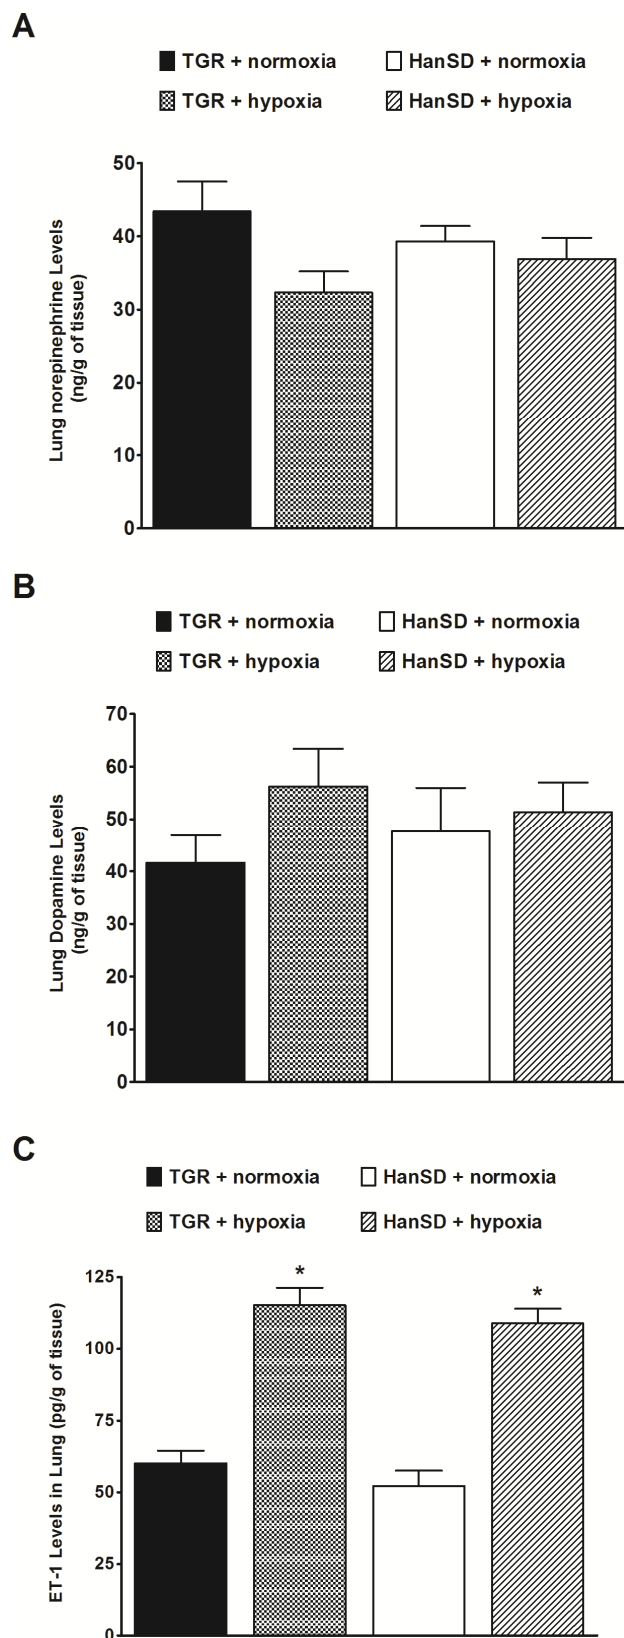 A
TGR + normoxia HanSD + normoxia
TGR + hypoxia HanSD + hypoxia
50
40
30
20
10
0
Lung norepinephrine Levels
(ng/g of tissue)
B
TGR + normoxia HanSD + normoxia
TGR + hypoxia HanSD + hypoxia
70
60
50
40
30
20
10
0
Lung Dopamine Levels
(ng/g of tissue)
C
TGR + normoxia HanSD + normoxia
TGR + hypoxia HanSD + hypoxia
125
100
75
50
25
0
ET-1 Levels in Lung (pg/g of tissue)
*
*